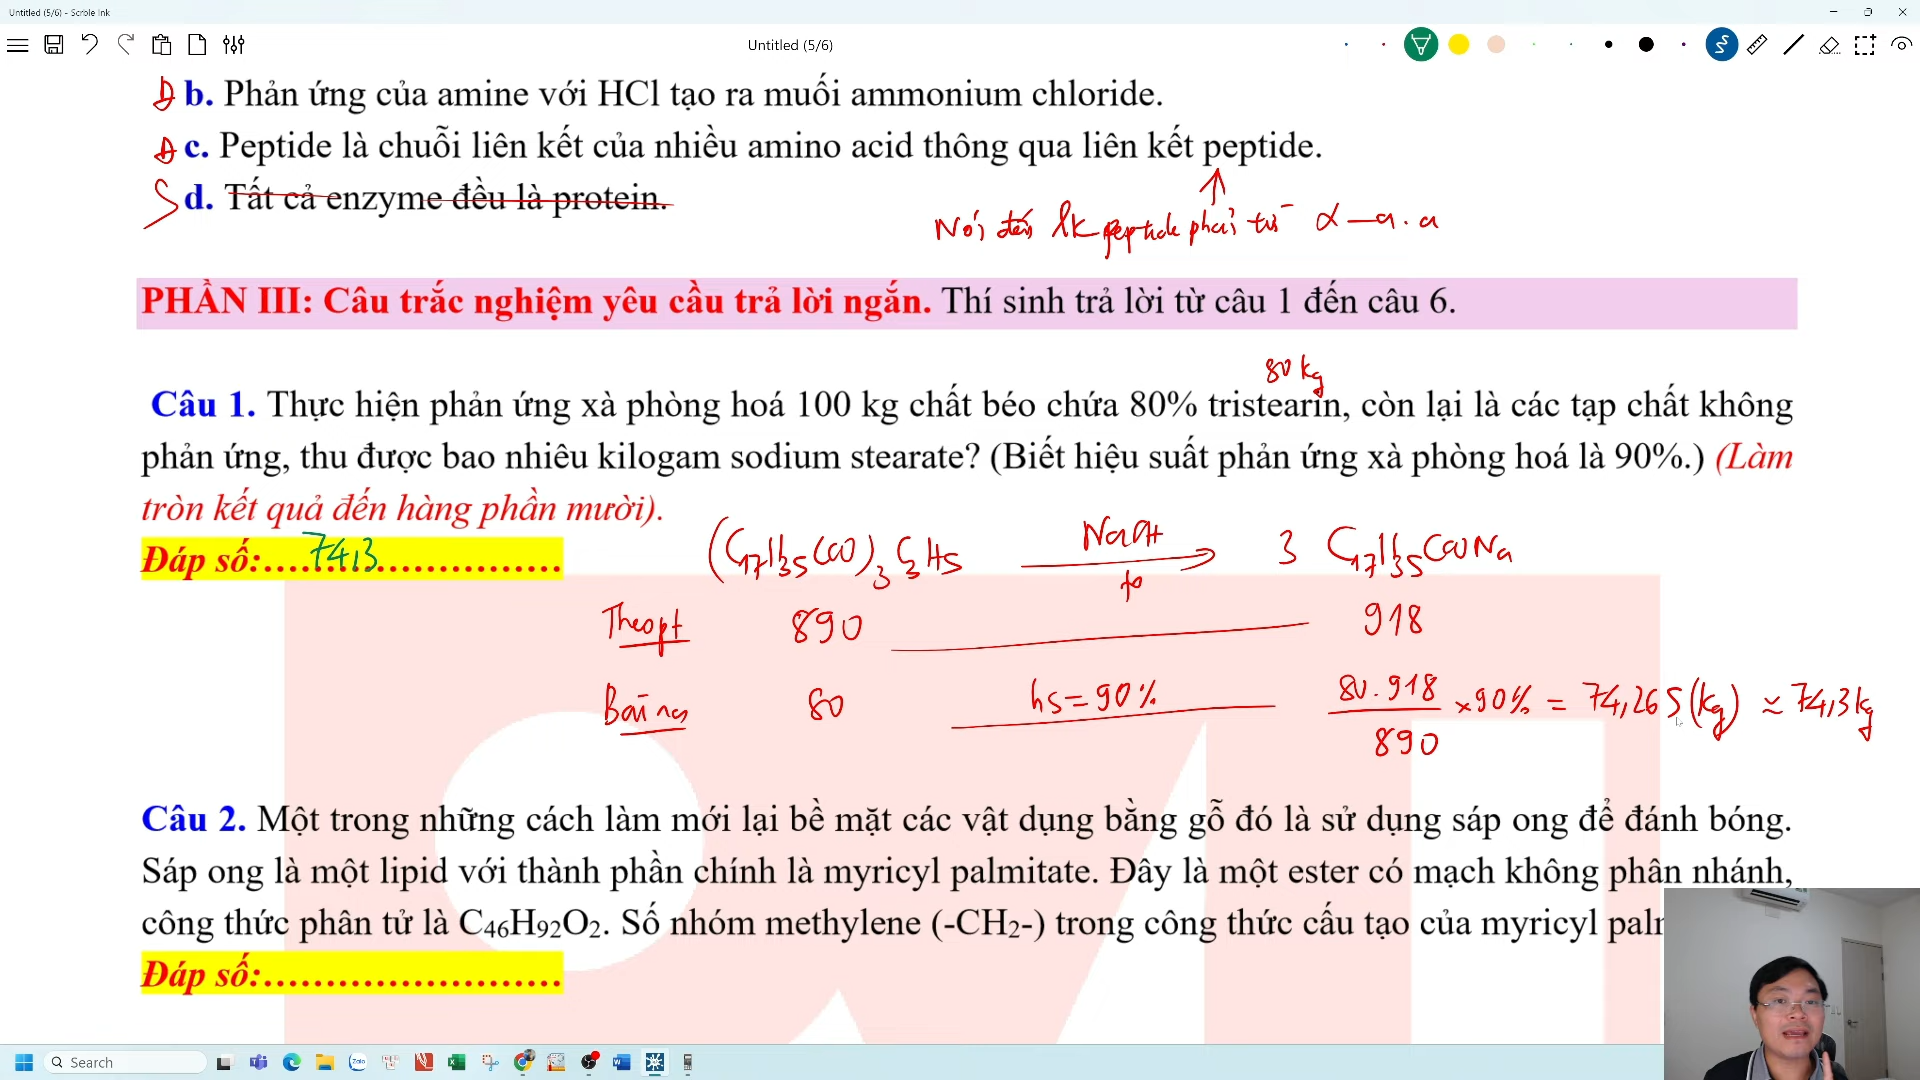 Untitled (5/6) - Scrble Ink
Untitled (5/6)
Đ b. Phản ứng của amine với HCl tạo ra muối ammonium chloride.
Đ c. Peptide là chuỗi liên kết của nhiều amino acid thông qua liên kết peptide.
S d. Tất cả enzyme đều là protein.
Nói đến lk peptide phải từ α-a.a
PHẦN III: Câu trắc nghiệm yêu cầu trả lời ngắn. Thí sinh trả lời từ câu 1 đến câu 6.
80 kg
Câu 1. Thực hiện phản ứng xà phòng hoá 100 kg chất béo chứa 80% tristearin, còn lại là các tạp chất không
phản ứng, thu được bao nhiêu kilogam sodium stearate? (Biết hiệu suất phản ứng xà phòng hoá là 90%.) (Làm
tròn kết quả đến hàng phần mười).
Đáp số:....74,3....................
(C17H35COO)3C3H5 NaOH t° 3 C17H35COONa
Theo pt 890 918
Bài ra 80 hs = 90% 80.918 / 890 × 90% = 74,265 (kg) ≈ 74,3 kg
Câu 2. Một trong những cách làm mới lại bề mặt các vật dụng bằng gỗ đó là sử dụng sáp ong để đánh bóng.
Sáp ong là một lipid với thành phần chính là myricyl palmitate. Đây là một ester có mạch không phân nhánh,
công thức phân tử là C46H92O2. Số nhóm methylene (-CH2-) trong công thức cấu tạo của myricyl
Đáp số:............................
Search
Zalo